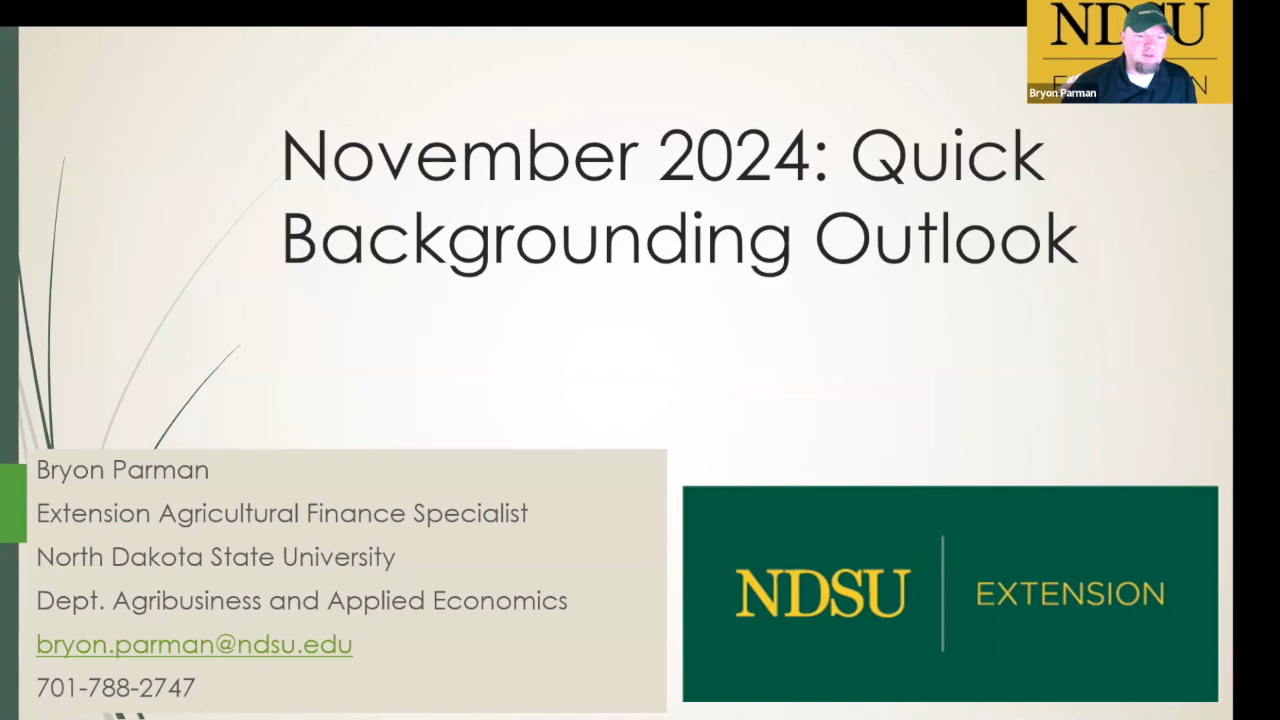 NDSU
Bryon Parman
November 2024: Quick
Backgrounding Outlook
Bryon Parman
Extension Agricultural Finance Specialist
North Dakota State University
Dept. Agribusiness and Applied Economics
bryon.parman@ndsu.edu
701-788-2747
NDSU EXTENSION